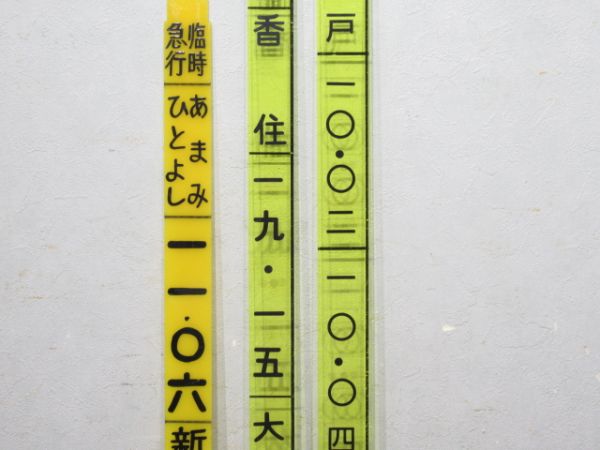 戸
一〇・〇二
一〇・〇四
香住
一九・一五
大
臨時
急行
あまみ
ひとよし
一一・〇六
新